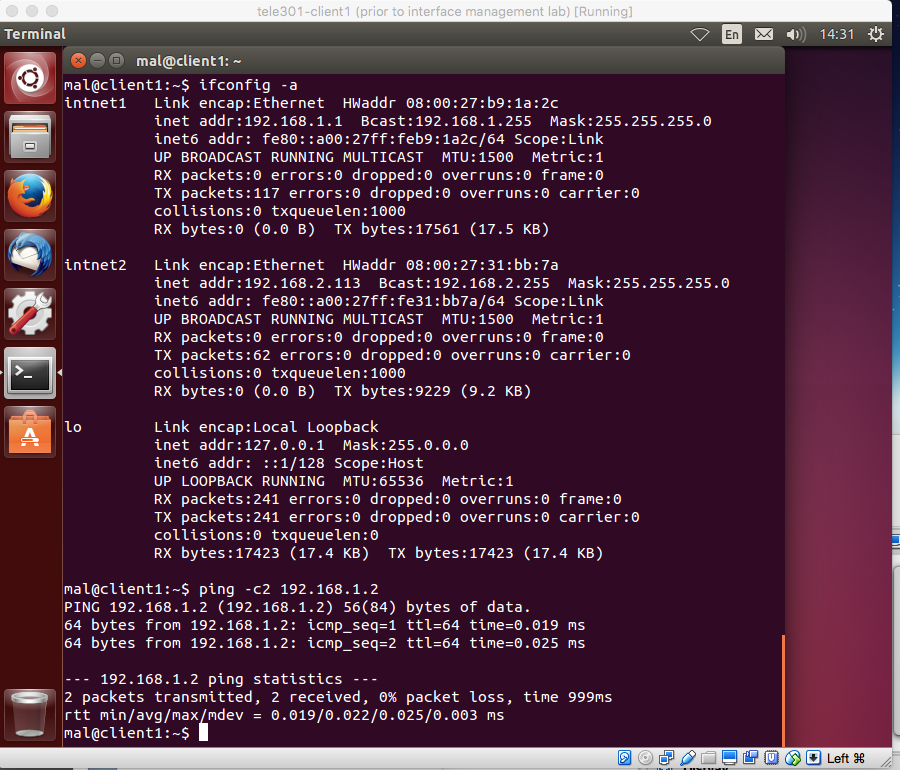 tele301-client1 (prior to interface management lab) [Running]
Terminal
En
14:31
mal@client1: ~
mal@client1:~$ ifconfig -a
intnet1 Link encap:Ethernet HWaddr 08:00:27:b9:1a:2c
inet addr:192.168.1.1 Bcast:192.168.1.255 Mask:255.255.255.0
inet6 addr: fe80::a00:27ff:feb9:1a2c/64 Scope:Link
UP BROADCAST RUNNING MULTICAST MTU:1500 Metric:1
RX packets:0 errors:0 dropped:0 overruns:0 frame:0
TX packets:117 errors:0 dropped:0 overruns:0 carrier:0
collisions:0 txqueuelen:1000
RX bytes:0 (0.0 B) TX bytes:17561 (17.5 KB)
intnet2 Link encap:Ethernet HWaddr 08:00:27:31:bb:7a
inet addr:192.168.2.113 Bcast:192.168.2.255 Mask:255.255.255.0
inet6 addr: fe80::a00:27ff:fe31:bb7a/64 Scope:Link
UP BROADCAST RUNNING MULTICAST MTU:1500 Metric:1
RX packets:0 errors:0 dropped:0 overruns:0 frame:0
TX packets:62 errors:0 dropped:0 overruns:0 carrier:0
collisions:0 txqueuelen:1000
RX bytes:0 (0.0 B) TX bytes:9229 (9.2 KB)
lo Link encap:Local Loopback
inet addr:127.0.0.1 Mask:255.0.0.0
inet6 addr: ::1/128 Scope:Host
UP LOOPBACK RUNNING MTU:65536 Metric:1
RX packets:241 errors:0 dropped:0 overruns:0 frame:0
TX packets:241 errors:0 dropped:0 overruns:0 carrier:0
collisions:0 txqueuelen:0
RX bytes:17423 (17.4 KB) TX bytes:17423 (17.4 KB)
mal@client1:~$ ping -c2 192.168.1.2
PING 192.168.1.2 (192.168.1.2) 56(84) bytes of data.
64 bytes from 192.168.1.2: icmp_seq=1 ttl=64 time=0.019 ms
64 bytes from 192.168.1.2: icmp_seq=2 ttl=64 time=0.025 ms
--- 192.168.1.2 ping statistics ---
2 packets transmitted, 2 received, 0% packet loss, time 999ms
rtt min/avg/max/mdev = 0.019/0.022/0.025/0.003 ms
mal@client1:~$
Left ⌘